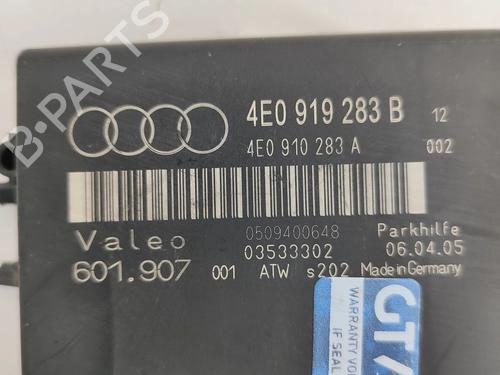 4E0 919 283 B 12
4E0 910 283 A 002
Valeo 0509400648 Parkhilfe
601.907 001 ATW s202 Made in Germany
03533302 06.04.05
B-PARTS
GT
WARRANTY VOID
IF SEAL